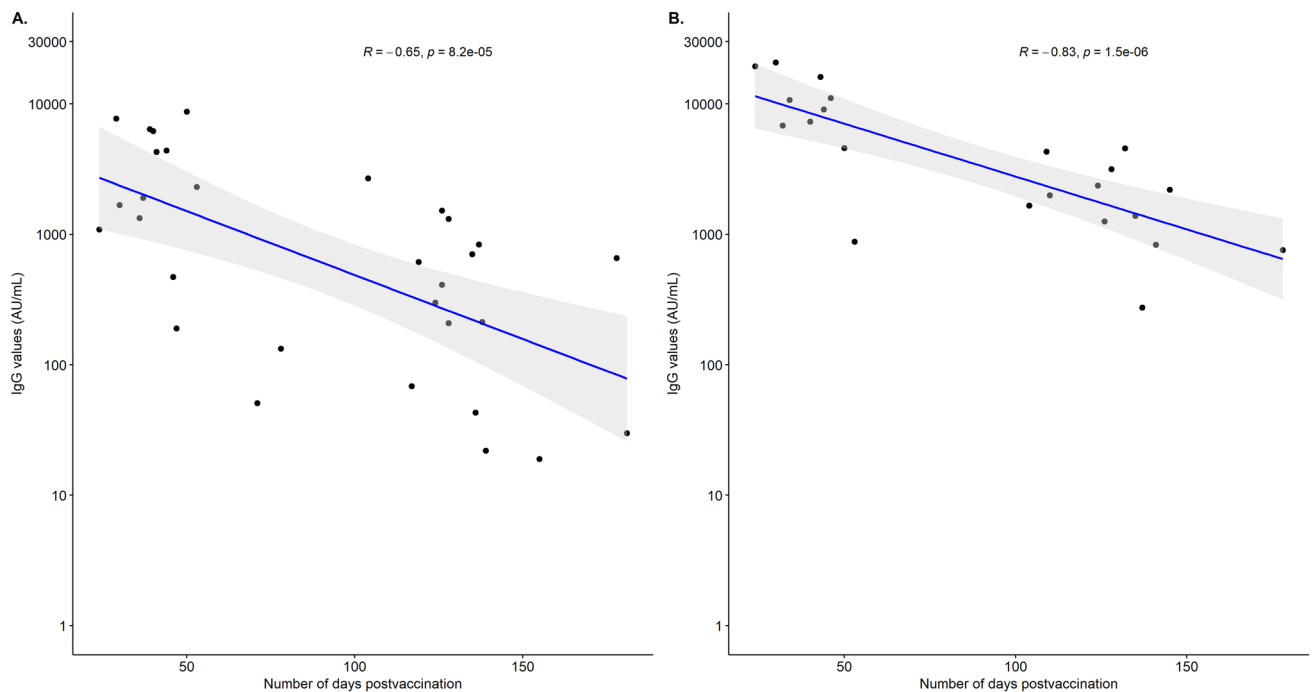 A.
R = −0.65, p = 8.2e-05
30000
10000
1000
100
10
1
IgG values (AU/mL)
50
100
150
Number of days postvaccination
B.
R = −0.83, p = 1.5e-06
30000
10000
1000
100
10
1
IgG values (AU/mL)
50
100
150
Number of days postvaccination